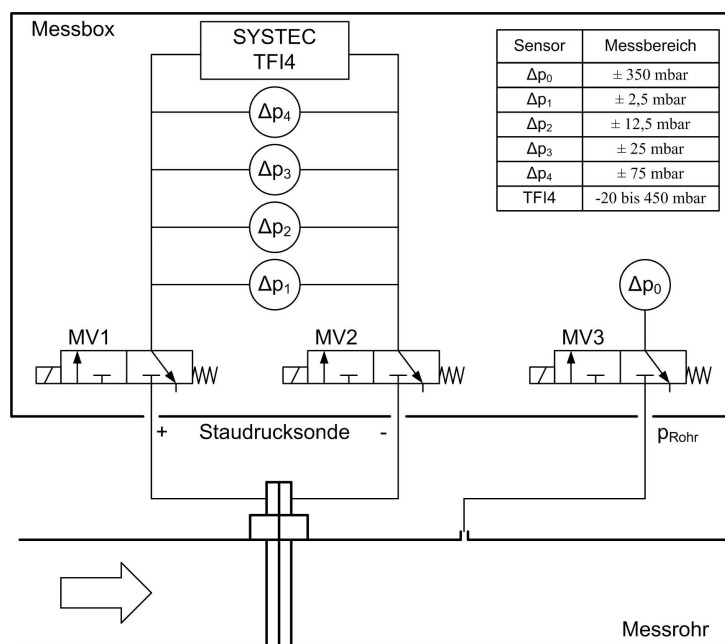 Messbox
SYSTEC
TFI4
Δp₄
Δp₃
Δp₂
Δp₁
Sensor Messbereich
Δp₀ ± 350 mbar
Δp₁ ± 2,5 mbar
Δp₂ ± 12,5 mbar
Δp₃ ± 25 mbar
Δp₄ ± 75 mbar
TFI4 -20 bis 450 mbar
Δp₀
MV1 MV2 MV3
+ Staudrucksonde - pRohr
Messrohr